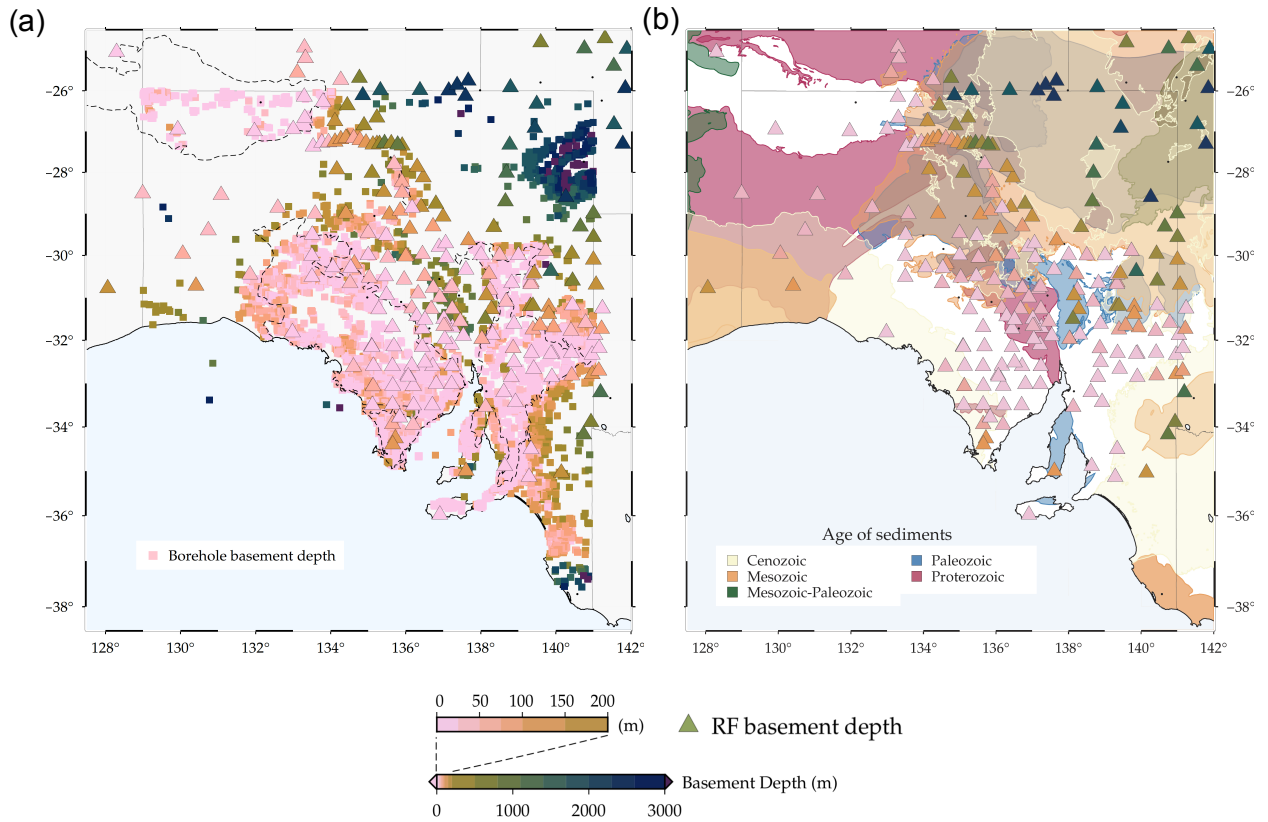 (a)
(b)
−26°
−28°
−30°
−32°
−34°
−36°
−38°
Borehole basement depth
128°
130°
132°
134°
136°
138°
140°
142°
Age of sediments
Cenozoic
Mesozoic
Mesozoic-Paleozoic
Paleozoic
Proterozoic
−26°
−28°
−30°
−32°
−34°
−36°
−38°
128°
130°
132°
134°
136°
138°
140°
142°
0 50 100 150 200
(m)
RF basement depth
Basement Depth (m)
0 1000 2000 3000